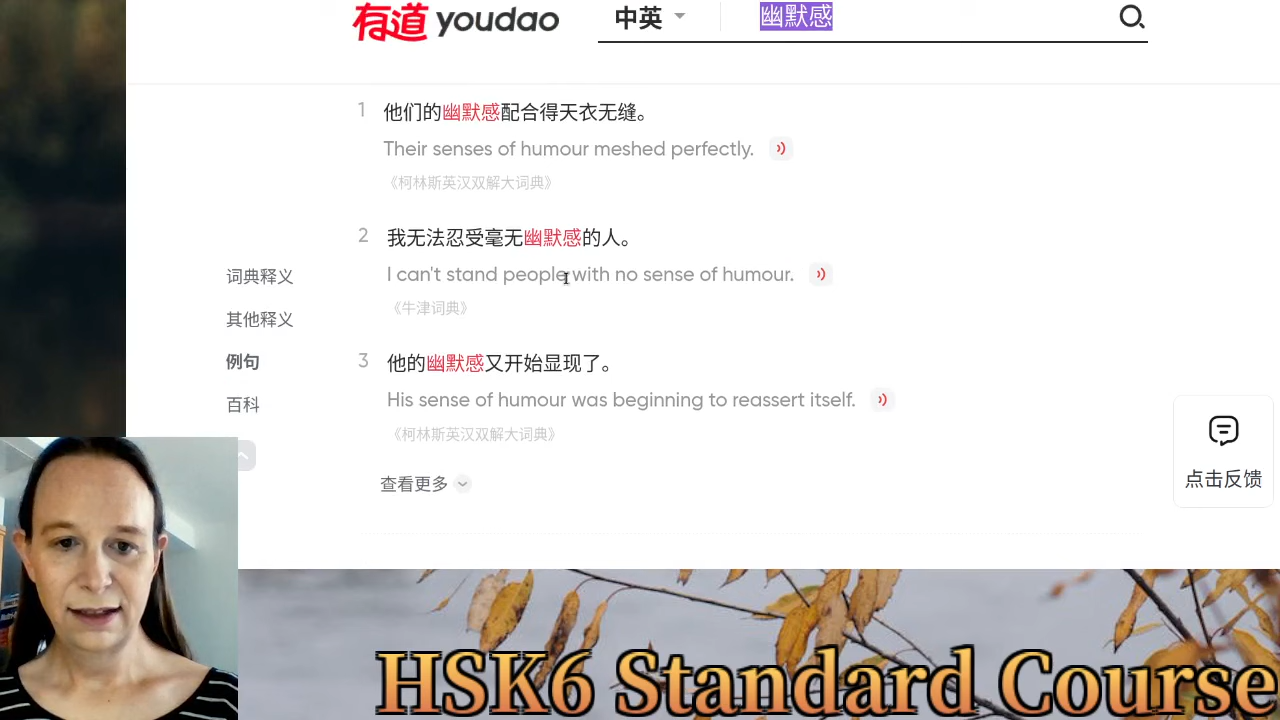 有道 youdao 中英 幽默感
1 他们的幽默感配合得天衣无缝。
Their senses of humour meshed perfectly.
《柯林斯英汉双解大词典》
2 我无法忍受毫无幽默感的人。
I can't stand people with no sense of humour.
《牛津词典》
3 他的幽默感又开始显现了。
His sense of humour was beginning to reassert itself.
《柯林斯英汉双解大词典》
查看更多
词典释义
其他释义
例句
百科
点击反馈
HSK6 Standard Course